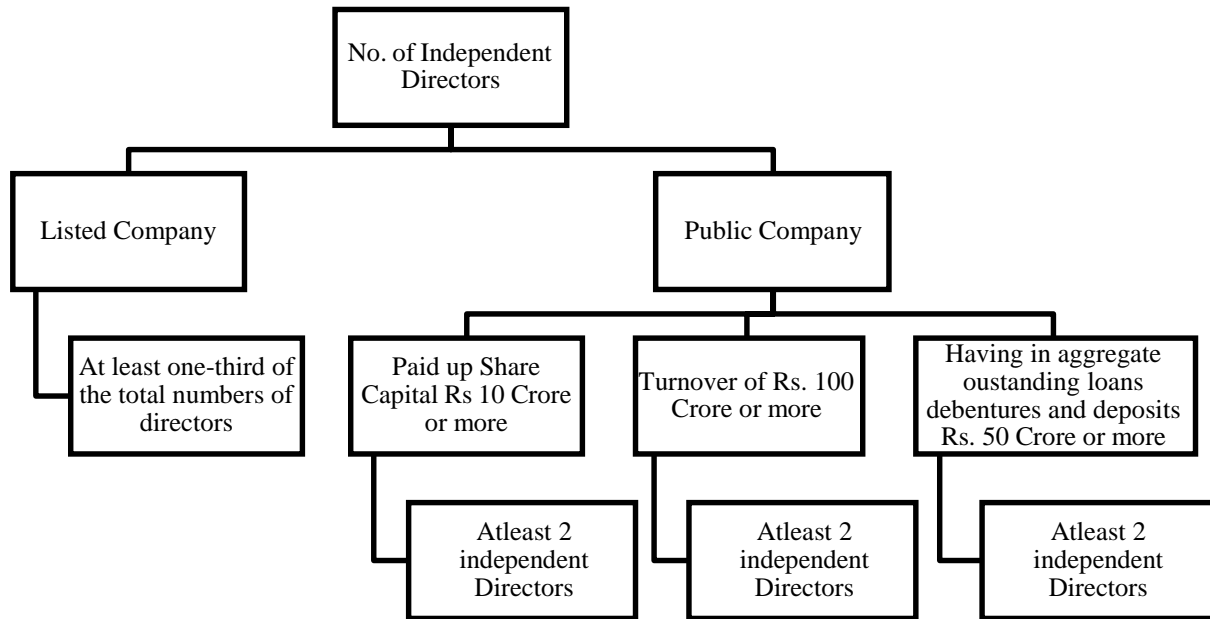 No. of Independent
Directors
Listed Company
Public Company
At least one-third of
the total numbers of
directors
Paid up Share
Capital Rs 10 Crore
or more
Turnover of Rs. 100
Crore or more
Having in aggregate
oustanding loans
debentures and deposits
Rs. 50 Crore or more
Atleast 2
independent
Directors
Atleast 2
independent
Directors
Atleast 2
independent
Directors